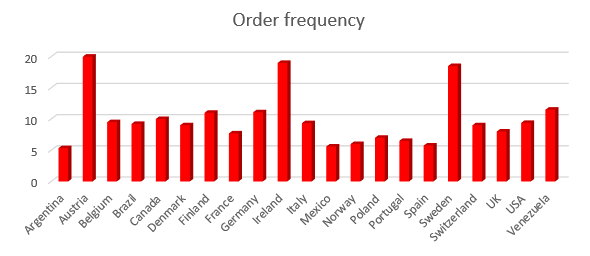 Order frequency
20
15
10
5
0
Argentina
Austria
Belgium
Brazil
Canada
Denmark
Finland
France
Germany
Ireland
Italy
Mexico
Norway
Poland
Portugal
Spain
Sweden
Switzerland
UK
USA
Venezuela